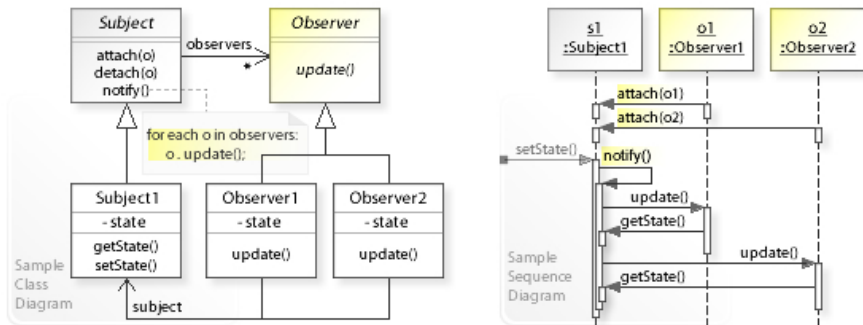 Subject
attach(o)
detach(o)
notify()
observers
*
Observer
update()
for each o in observers:
o . update();
Subject1
- state
getState()
setState()
Observer1
- state
update()
Observer2
- state
update()
subject
Sample
Class
Diagram
s1
:Subject1
o1
:Observer1
o2
:Observer2
attach(o1)
attach(o2)
setState()
notify()
update()
getState()
update()
getState()
Sample
Sequence
Diagram